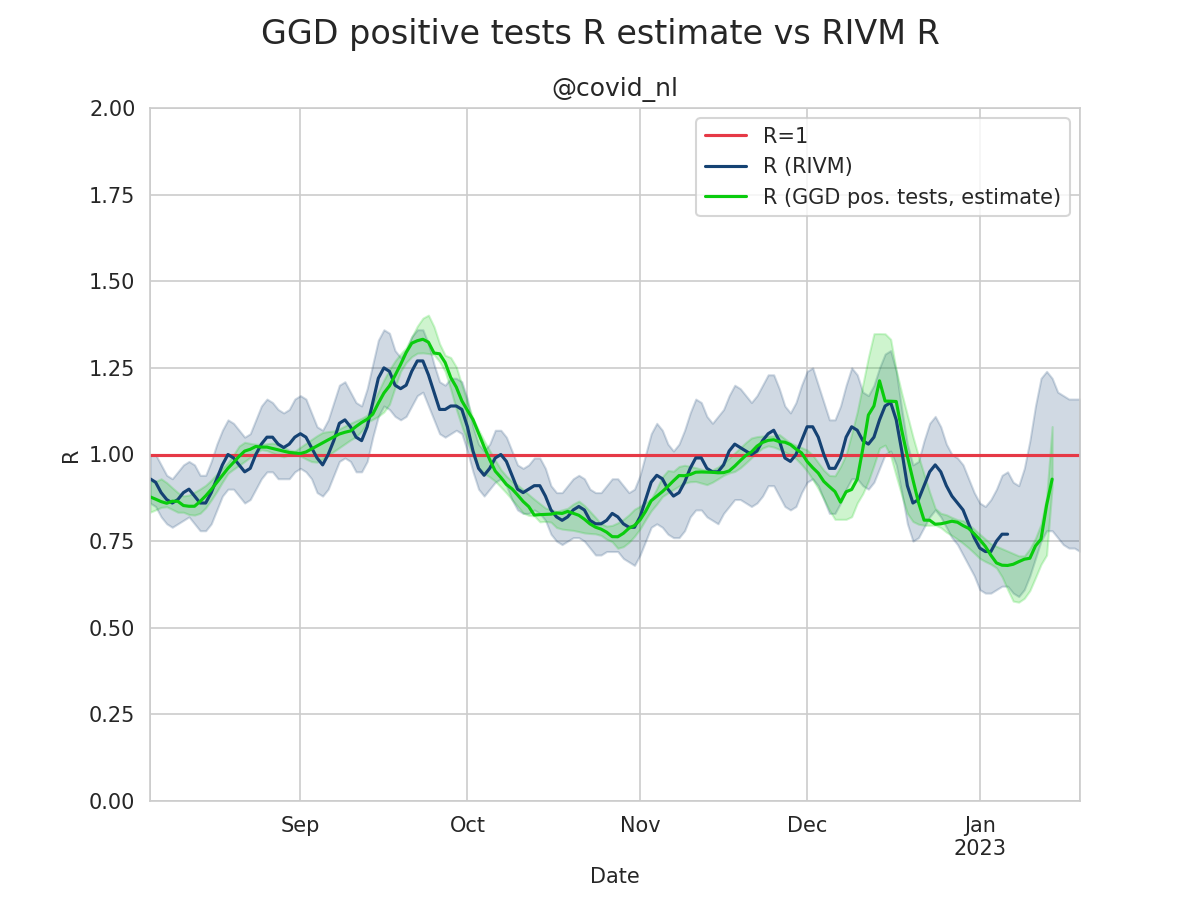 GGD positive tests R estimate vs RIVM R
@covid_nl
2.00
1.75
1.50
1.25
1.00
0.75
0.50
0.25
0.00
R
R=1
R (RIVM)
R (GGD pos. tests, estimate)
Sep
Oct
Nov
Dec
Jan
2023
Date